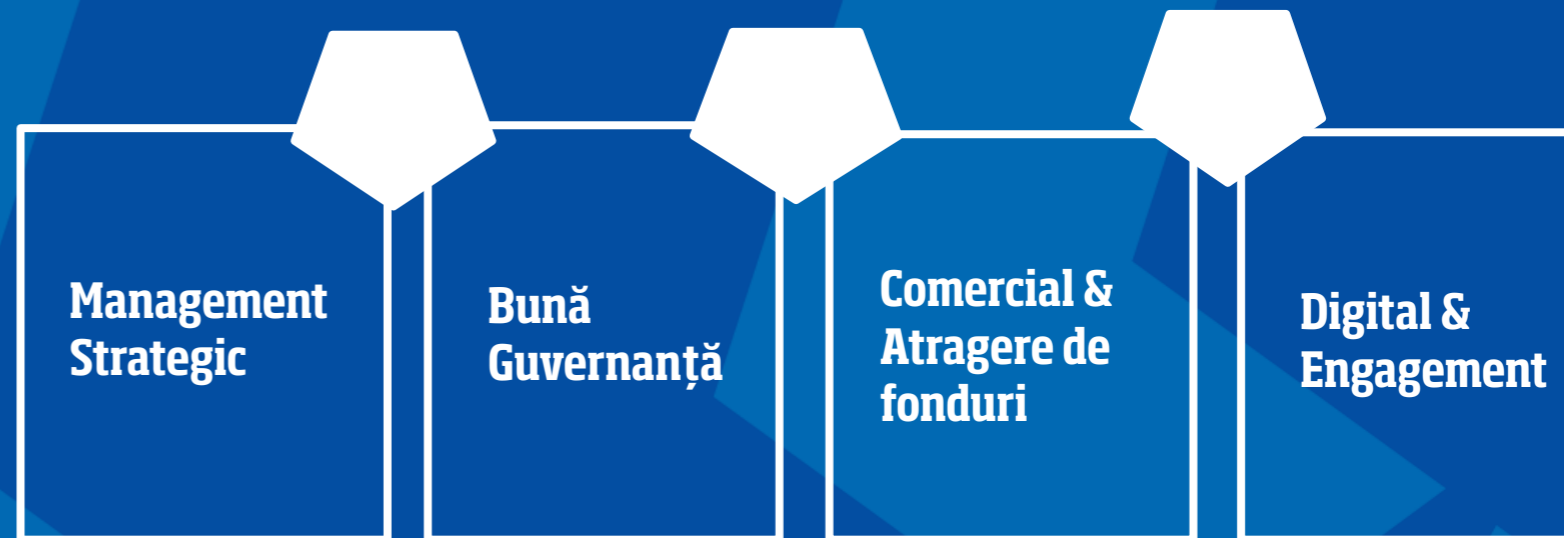 Management
Strategic
Bună
Guvernanță
Comercial &
Atragere de
fonduri
Digital &
Engagement